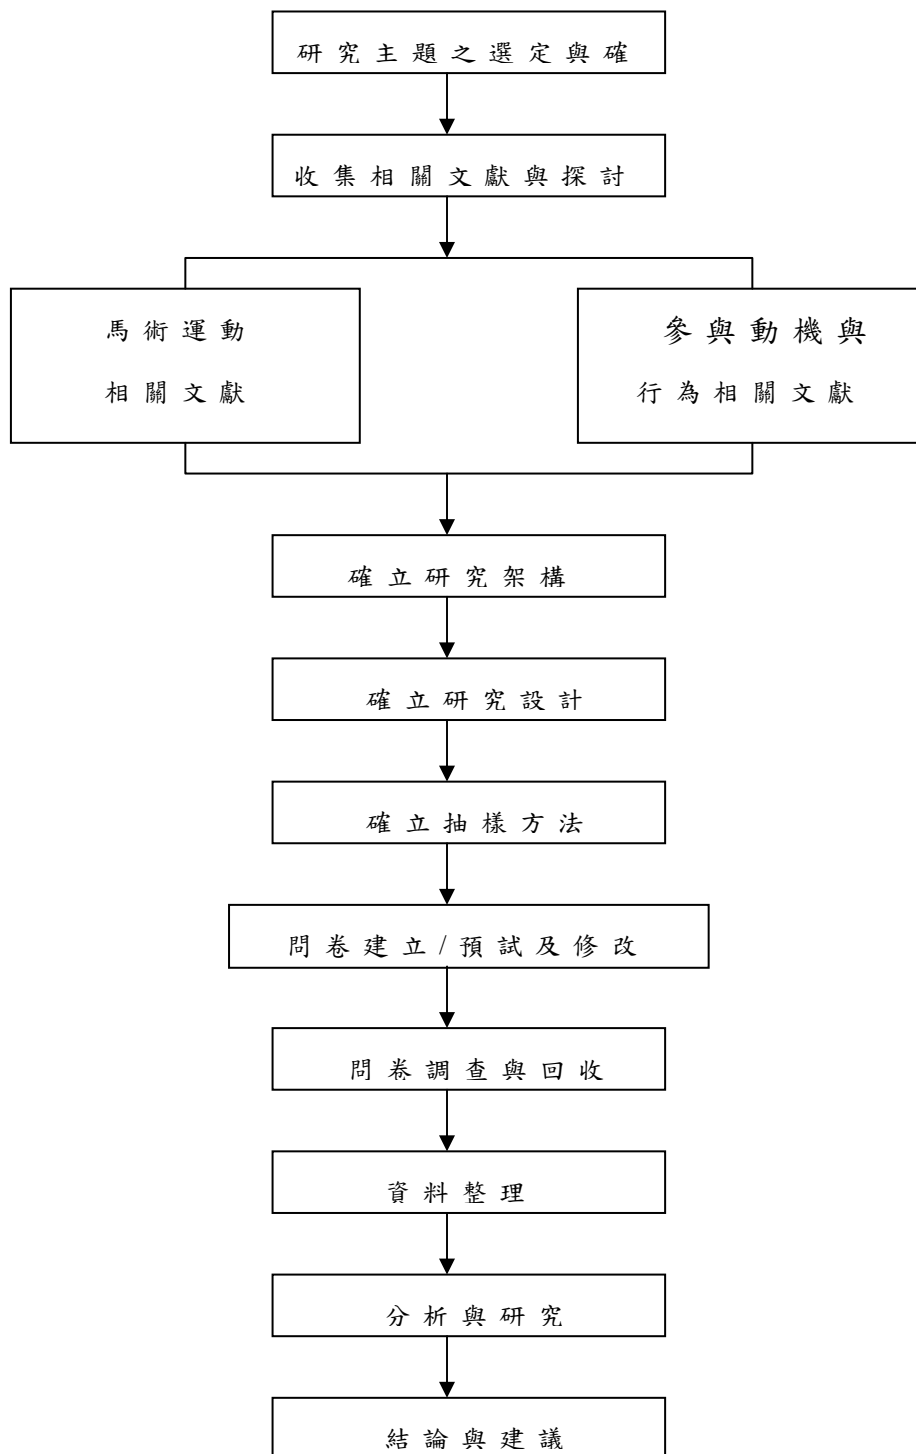 研究主題之選定與確
收集相關文獻與探討
馬術運動
相關文獻
參與動機與
行為相關文獻
確立研究架構
確立研究設計
確立抽樣方法
問卷建立/預試及修改
問卷調查與回收
資料整理
分析與研究
結論與建議